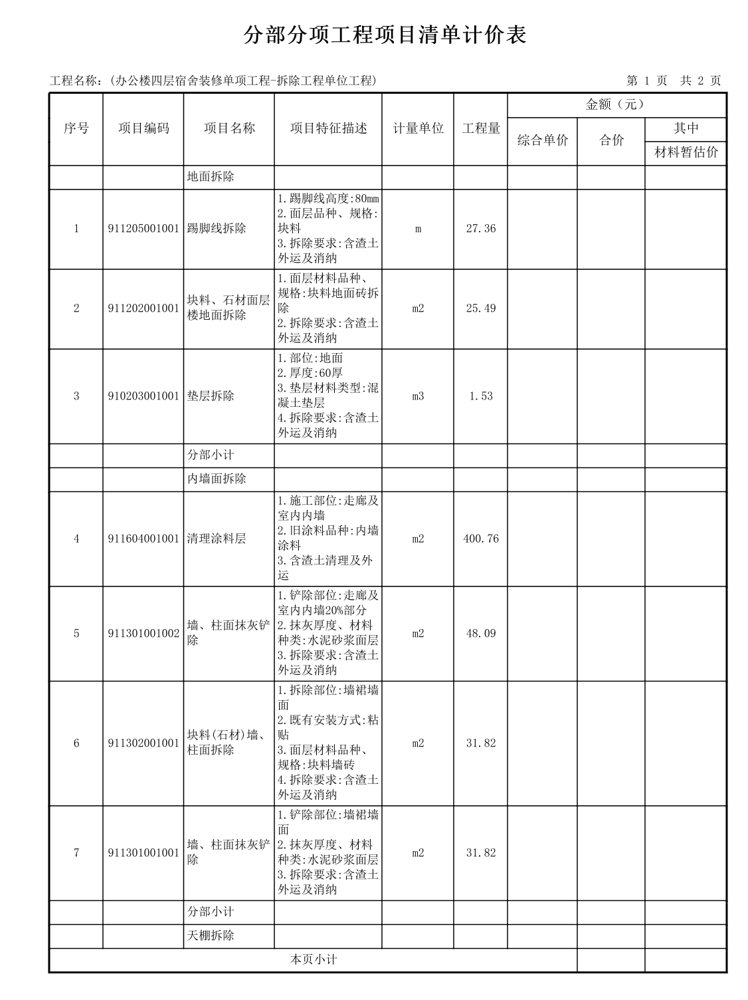 分部分项工程项目清单计价表
工程名称：(办公楼四层宿舍装修单项工程-拆除工程单位工程)
第 1 页 共 2 页
序号
项目编码
项目名称
项目特征描述
计量单位
工程量
金额（元）
综合单价
合价
其中
材料暂估价
地面拆除
1
911205001001
踢脚线拆除
1.踢脚线高度:80mm
2.面层品种、规格:
块料
3.拆除要求:含渣土
外运及消纳
m
27.36
2
911202001001
块料、石材面层
楼地面拆除
1.面层材料品种、
规格:块料地面砖拆
除
2.拆除要求:含渣土
外运及消纳
m2
25.49
3
910203001001
垫层拆除
1.部位:地面
2.厚度:60厚
3.垫层材料类型:混
凝土垫层
4.拆除要求:含渣土
外运及消纳
m3
1.53
分部小计
内墙面拆除
4
911604001001
清理涂料层
1.施工部位:走廊及
室内内墙
2.旧涂料品种:内墙
涂料
3.含渣土清理及外
运
m2
400.76
5
911301001002
墙、柱面抹灰铲
除
1.铲除部位:走廊及
室内内墙20%部分
2.抹灰厚度、材料
种类:水泥砂浆面层
3.拆除要求:含渣土
外运及消纳
m2
48.09
6
911302001001
块料(石材)墙、
柱面拆除
1.拆除部位:墙裙墙
面
2.既有安装方式:粘
贴
3.面层材料品种、
规格:块料墙砖
4.拆除要求:含渣土
外运及消纳
m2
31.82
7
911301001001
墙、柱面抹灰铲
除
1.铲除部位:墙裙墙
面
2.抹灰厚度、材料
种类:水泥砂浆面层
3.拆除要求:含渣土
外运及消纳
m2
31.82
分部小计
天棚拆除
本页小计